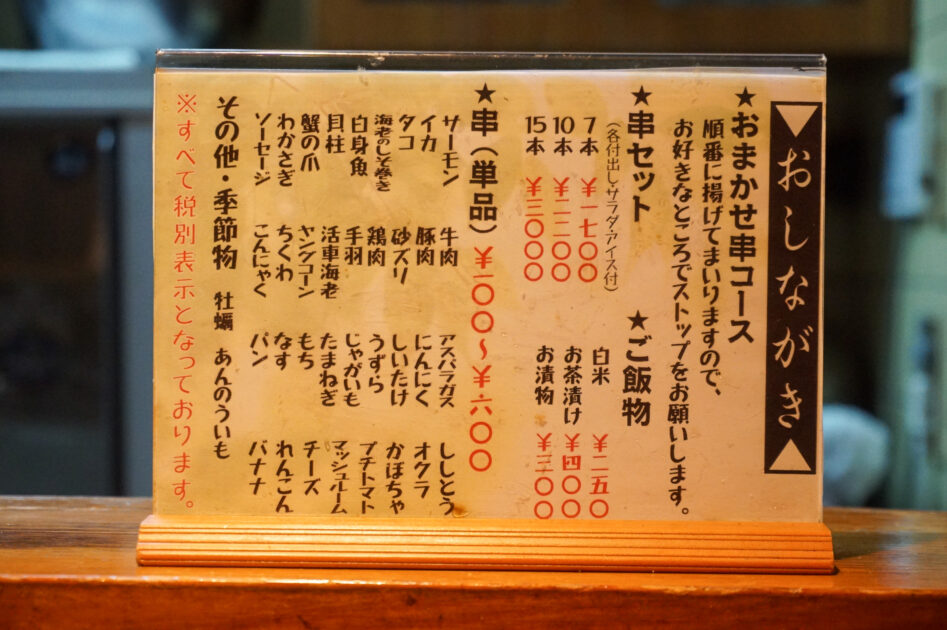 おしながき
★おまかせ串コース
順番に揚げてまいりますので、
お好きなところでストップをお願いします。
★串セット
(各付出しサラダ・アイス付)
7本 ¥一七〇〇
10本 ¥二二〇〇
15本 ¥三〇〇〇
★ご飯物
白米 ¥二五〇
お茶漬け ¥四〇〇
お漬物 ¥三〇〇
★串(単品)¥一〇〇〜¥六〇〇
サーモン 牛肉 アスパラガス ししとう
イカ 豚肉 にんにく オクラ
タコ 砂ズリ しいたけ かぼちゃ
海老のしそ巻き 鶏肉 うずら プチトマト
白身魚 手羽 じゃがいも マッシュルーム
貝柱 活車海老 たまねぎ チーズ
蟹の爪 ヤングコーン もち れんこん
わかさぎ ちくわ なす バナナ
ソーセージ こんにゃく パン
その他・季節物 牡蠣 あんのういも
※すべて税別表示となっております。